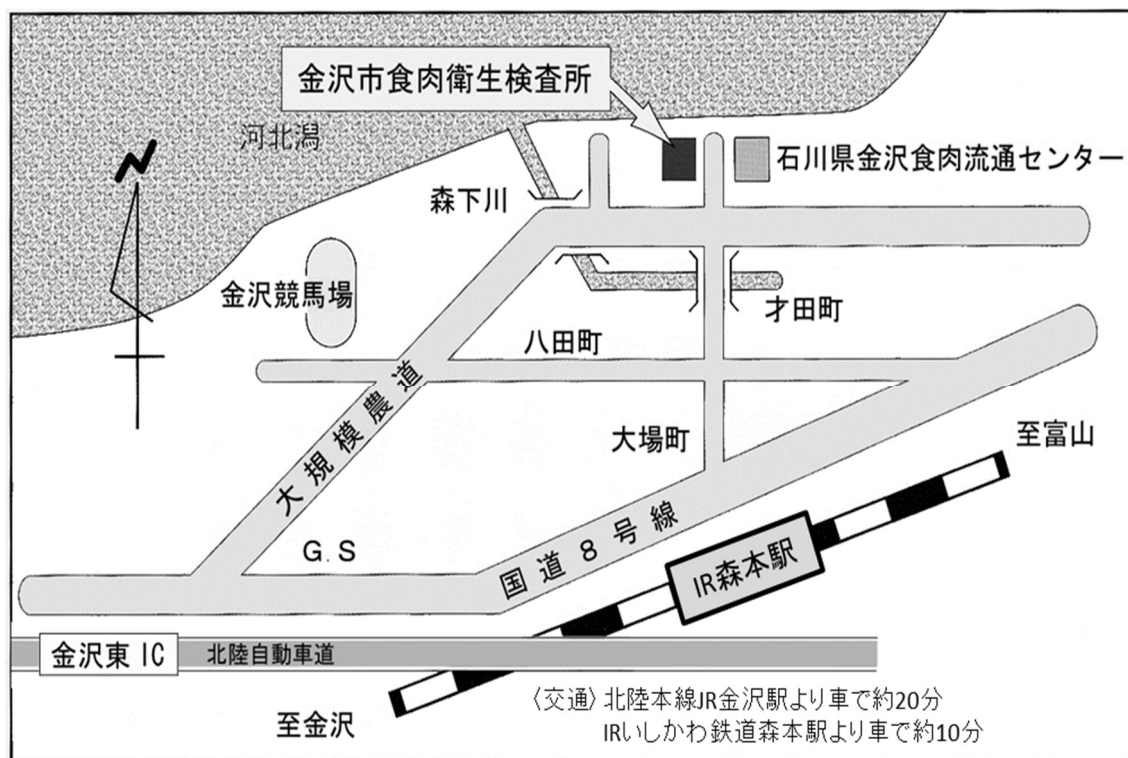 金沢市食肉衛生検査所
河北潟
石川県金沢食肉流通センター
森下川
金沢競馬場
才田町
八田町
大規模農道
大場町
至富山
G.S
国道8号線
IR森本駅
金沢東IC
北陸自動車道
〈交通〉北陸本線JR金沢駅より車で約20分
至金沢
IRいしかわ鉄道森本駅より車で約10分